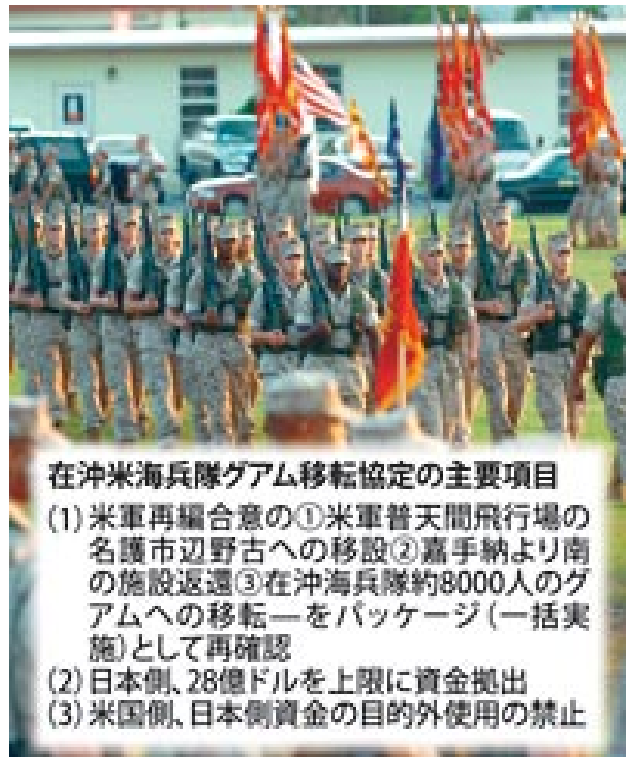 在沖米海兵隊グアム移転協定の主要項目
(1)米軍再編合意の①米軍普天間飛行場の
名護市辺野古への移設②嘉手納より南
の施設返還③在沖海兵隊約8000人のグ
アムへの移転―をパッケージ(一括実
施)として再確認
(2)日本側、28億ドルを上限に資金拠出
(3)米国側、日本側資金の目的外使用の禁止